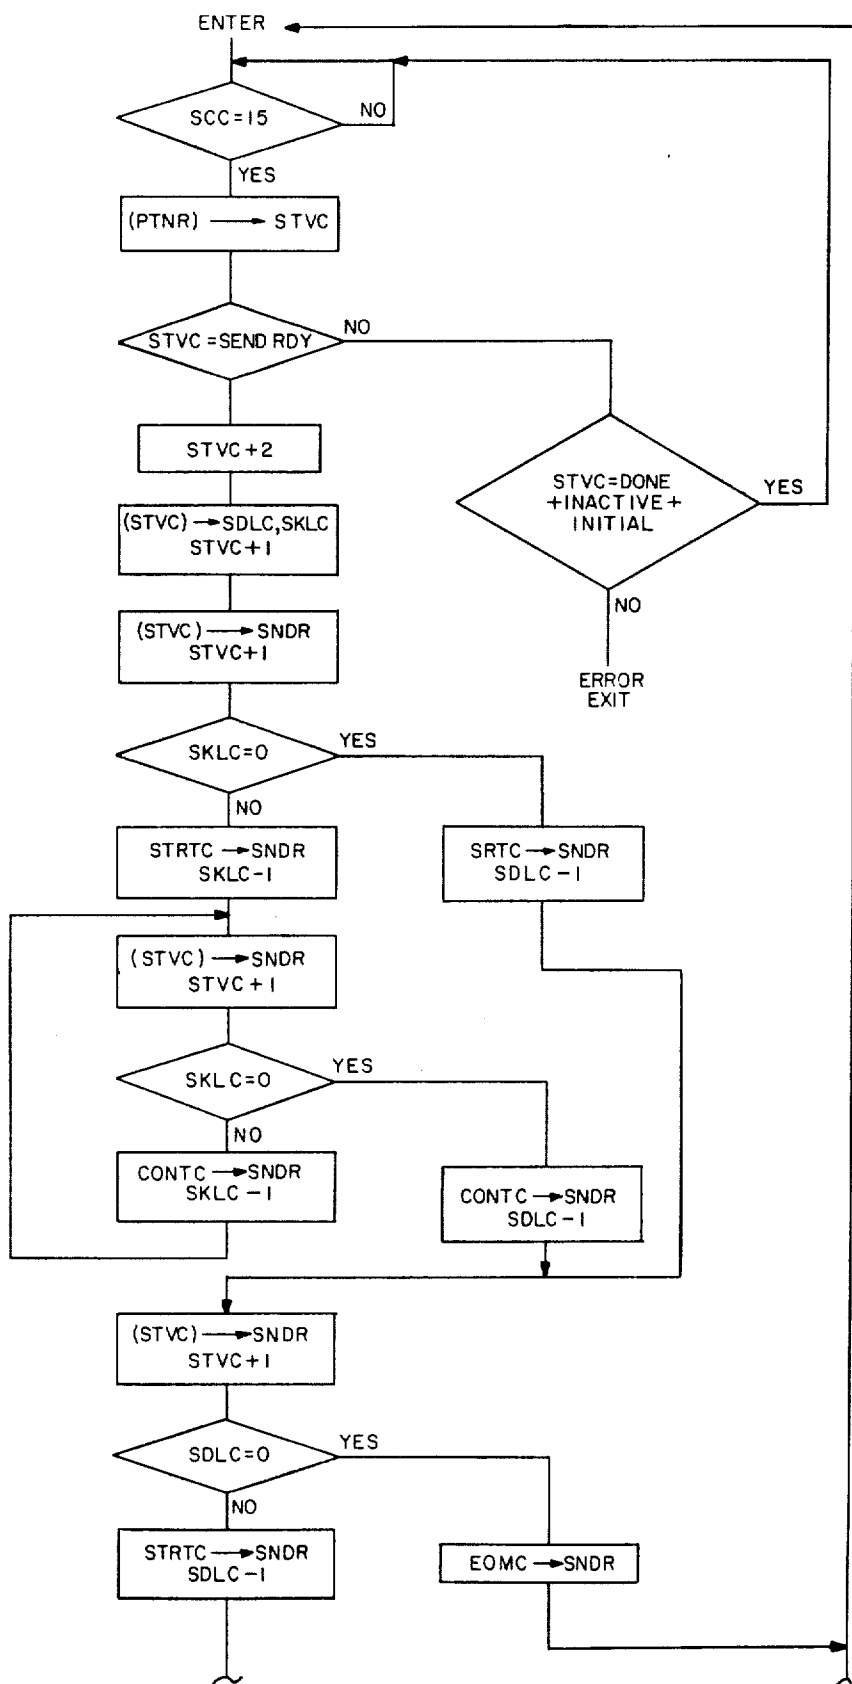 ENTER
SCC=15
NO
YES
(PTNR) → STVC
STVC=SEND RDY
NO
STVC+2
STVC=DONE
+INACTIVE+
INITIAL
YES
(STVC)→SDLC,SKLC
STVC+1
NO
(STVC)→SNDR
STVC+1
ERROR
EXIT
SKLC=0
YES
NO
STRTC→SNDR
SKLC-1
SRTC→SNDR
SDLC-1
(STVC)→SNDR
STVC+1
SKLC=0
YES
NO
CONTC→SNDR
SKLC-1
CONTC→SNDR
SDLC-1
(STVC)→SNDR
STVC+1
SDLC=0
YES
NO
STRTC→SNDR
SDLC-1
EOMC→SNDR